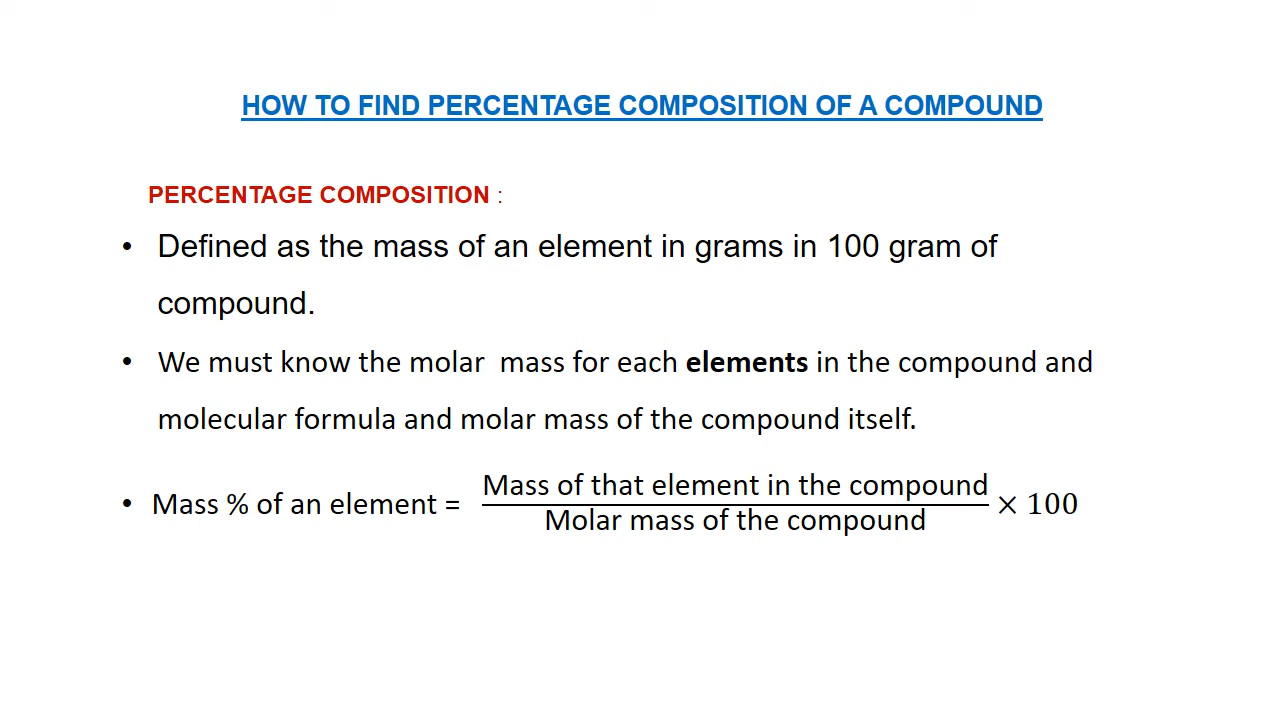 HOW TO FIND PERCENTAGE COMPOSITION OF A COMPOUND
PERCENTAGE COMPOSITION :
• Defined as the mass of an element in grams in 100 gram of
compound.
• We must know the molar  mass for each elements in the compound and
molecular formula and molar mass of the compound itself.
• Mass % of an element = Mass of that element in the compound / Molar mass of the compound × 100